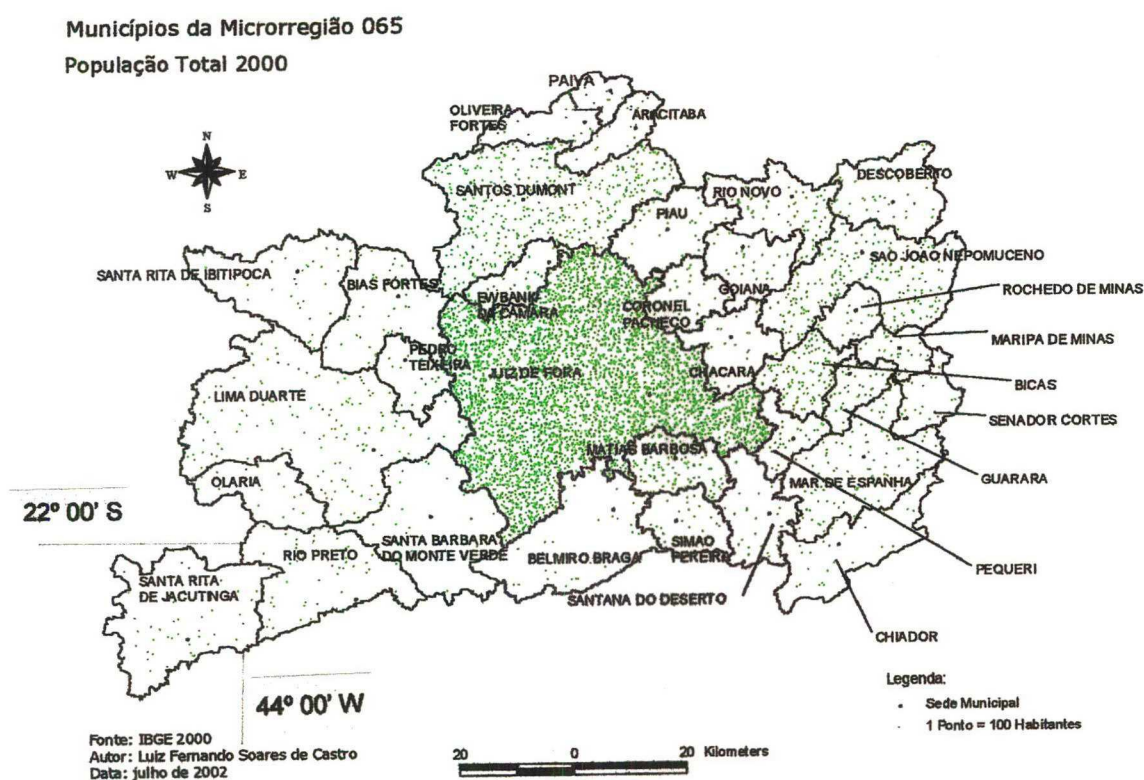 Municípios da Microrregião 065
População Total 2000
N
W E
S
PAIVA
OLIVEIRA
FORTES
ARACITABA
SANTOS DUMONT
RIO NOVO
DESCOBERTO
PIAU
SAO JOAO NEPOMUCENO
SANTA RITA DE IBITIPOCA
BIAS FORTES
EWBANK
DA CAMARA
GOIANA
CORONEL
PACHECO
ROCHEDO DE MINAS
MARIPA DE MINAS
PEDRO
TEIXEIRA
JUIZ DE FORA
CHACARA
BICAS
LIMA DUARTE
SENADOR CORTES
MATIAS BARBOSA
GUARARA
OLARIA
MAR DE ESPANHA
22º 00' S
SANTA BARBARA
DO MONTE VERDE
RIO PRETO
BELMIRO BRAGA
SIMAO
PEREIRA
PEQUERI
SANTA RITA
DE JACUTINGA
SANTANA DO DESERTO
CHIADOR
44º 00' W
Legenda:
Sede Municipal
1 Ponto = 100 Habitantes
Fonte: IBGE 2000
Autor: Luiz Fernando Soares de Castro
Data: julho de 2002
20 0 20 Kilometers